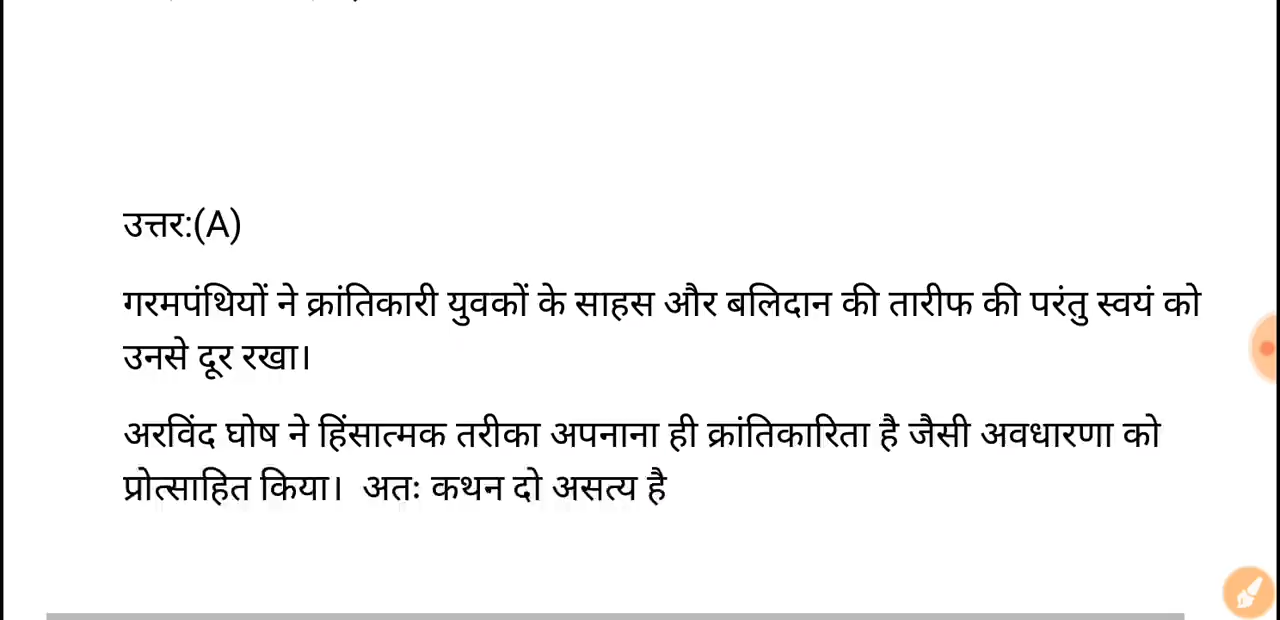 उत्तर:(A)
गरमपंथियों ने क्रांतिकारी युवकों के साहस और बलिदान की तारीफ की परंतु स्वयं को
उनसे दूर रखा।
अरविंद घोष ने हिंसात्मक तरीका अपनाना ही क्रांतिकारिता है जैसी अवधारणा को
प्रोत्साहित किया। अतः कथन दो असत्य है